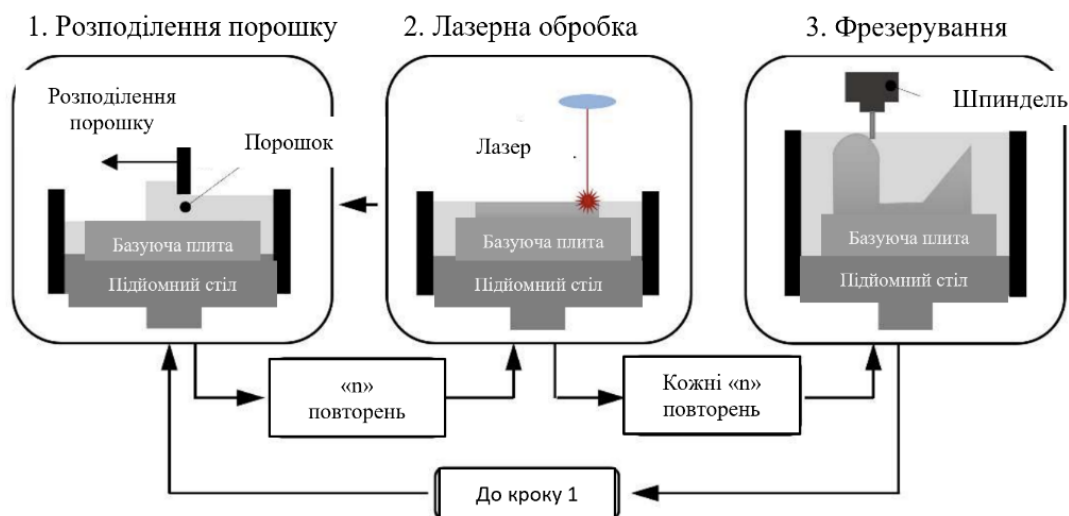 1. Розподілення порошку
2. Лазерна обробка
3. Фрезерування
Розподілення
порошку
Порошок
Базуюча плита
Підйомний стіл
Лазер
Базуюча плита
Підйомний стіл
Шпиндель
Базуюча плита
Підйомний стіл
«n»
повторень
Кожні «n»
повторень
До кроку 1